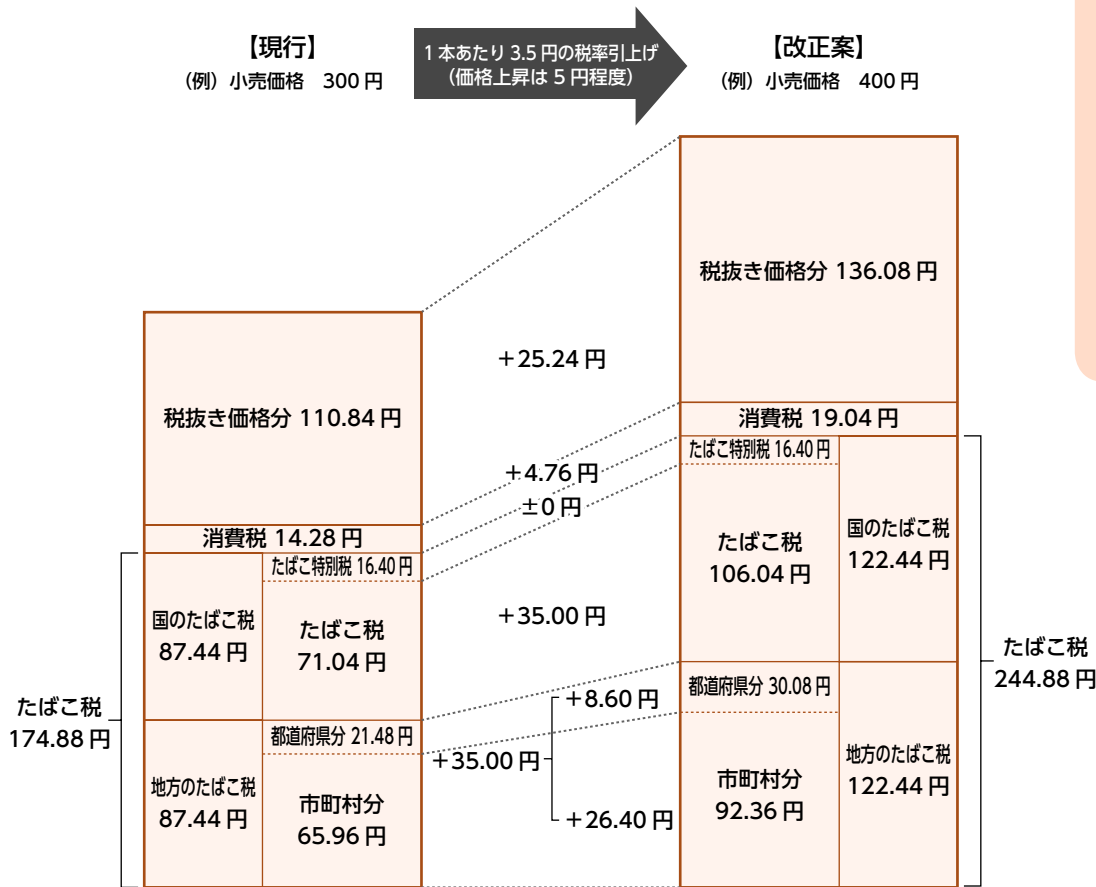 【現行】
(例)小売価格 300円
1本あたり3.5円の税率引上げ
(価格上昇は5円程度)
【改正案】
(例)小売価格 400円
税抜き価格分 110.84円
消費税 14.28円
たばこ特別税 16.40円
国のたばこ税
87.44円
たばこ税
71.04円
都道府県分 21.48円
地方のたばこ税
87.44円
市町村分
65.96円
たばこ税
174.88円
+25.24円
+4.76円
±0円
+35.00円
+8.60円
+35.00円
+26.40円
税抜き価格分 136.08円
消費税 19.04円
たばこ特別税 16.40円
たばこ税
106.04円
国のたばこ税
122.44円
都道府県分 30.08円
市町村分
92.36円
地方のたばこ税
122.44円
たばこ税
244.88円